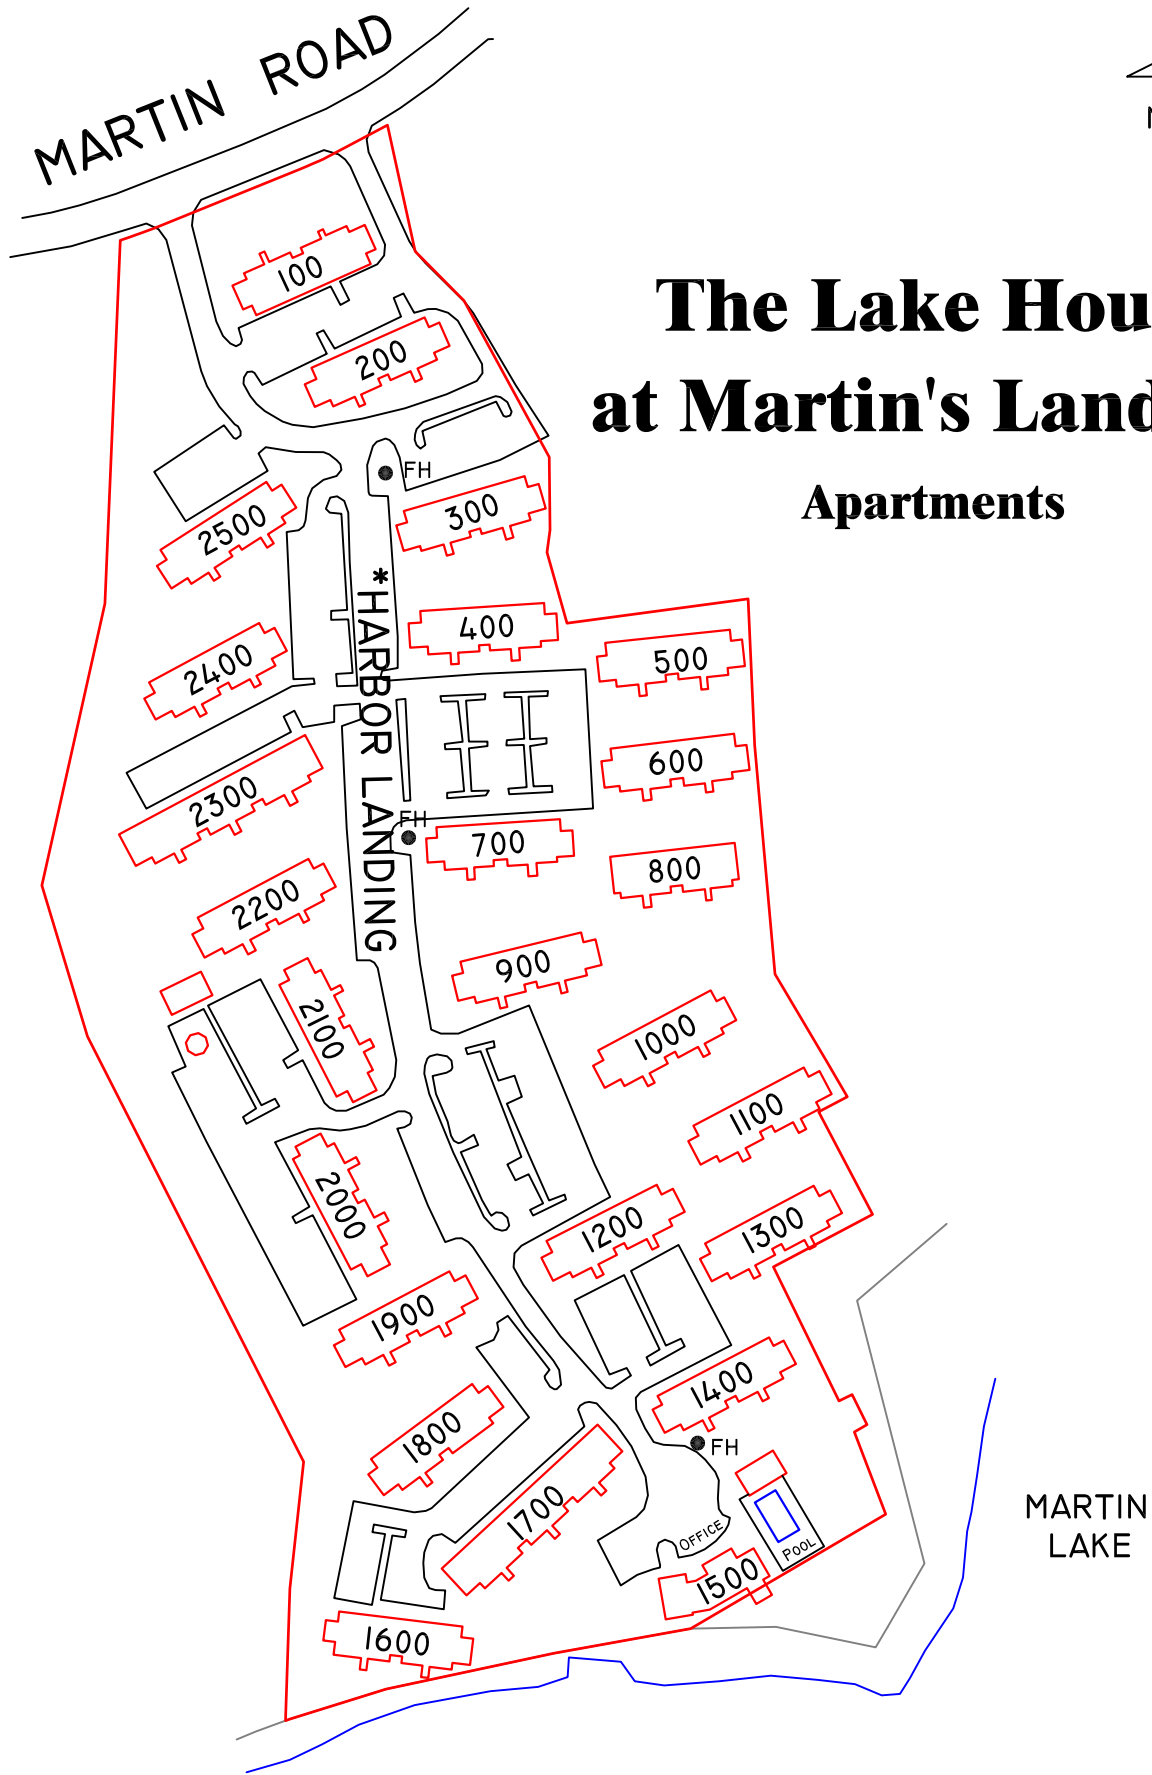 MARTIN ROAD
N
100
The Lake Hou
200
at Martin's Land
FH
Apartments
300
2500
*HARBOR LANDING
400
500
2400
600
2300
FH
700
800
2200
900
2100
1000
1100
2000
1200
1300
1900
1400
1800
FH
1700
MARTIN
LAKE
OFFICE
POOL
1500
1600